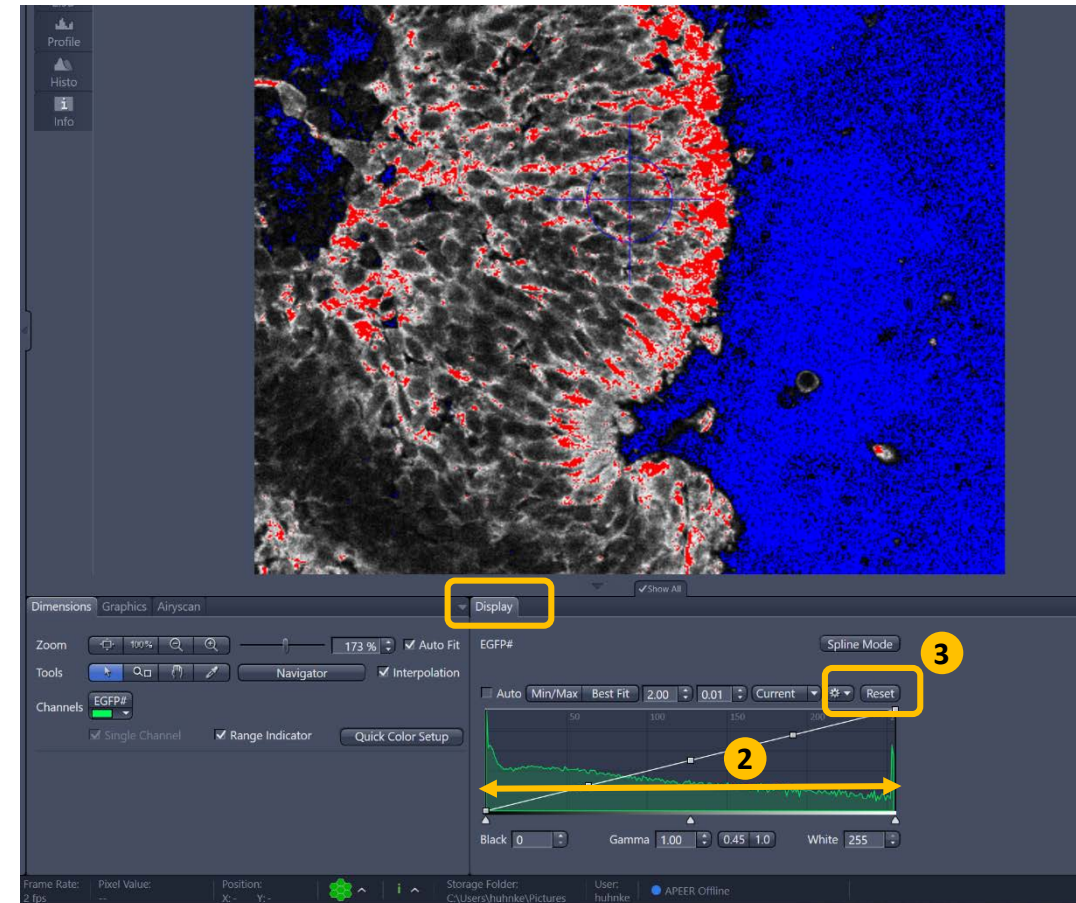 Profile
Histo
i
Info
✓Show All
Dimensions Graphics Airyscan
Display
Zoom 100% 173 % Auto Fit
EGFP#
Spline Mode
3
Tools Navigator Interpolation
Auto Min/Max Best Fit 2.00 0.01 Current Reset
Channels EGFP#
50 100 150 200
Single Channel Range Indicator Quick Color Setup
2
Black 0 Gamma 1.00 0.45 1.0 White 255
Frame Rate: Pixel Value: Position: i Storage Folder: User:
2 fps -- X: - Y: - C:\Users\huhnke\Pictures huhnke APEER Offline